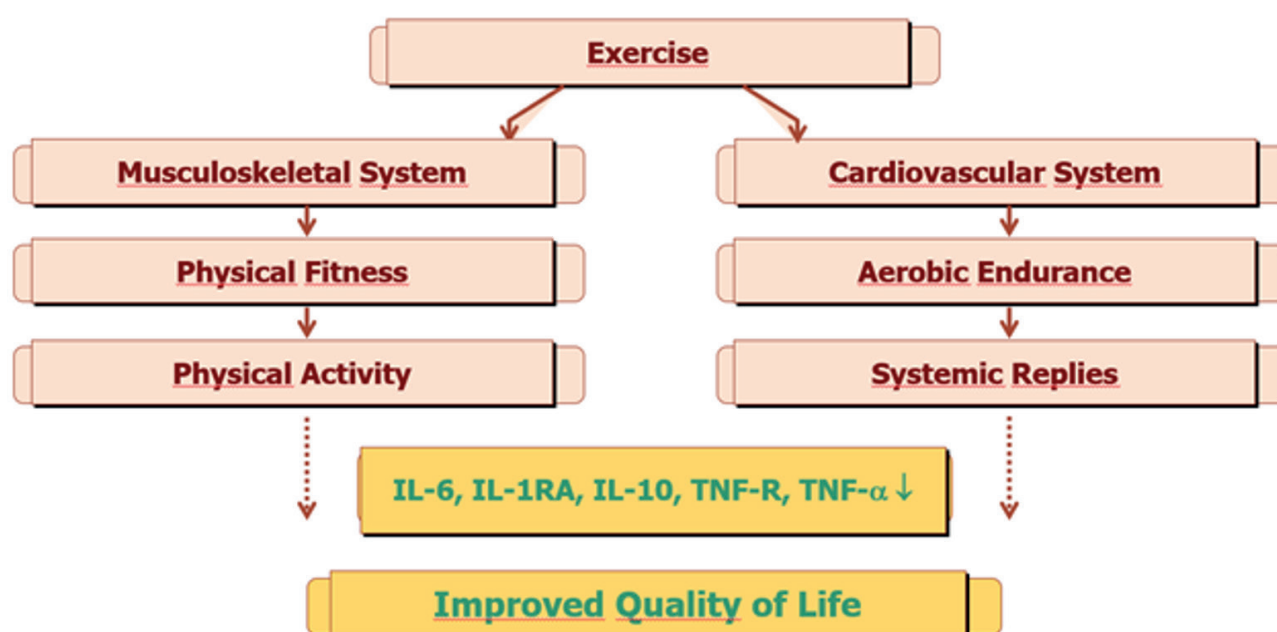 Exercise
Musculoskeletal System
Cardiovascular System
Physical Fitness
Aerobic Endurance
Physical Activity
Systemic Replies
IL-6, IL-1RA, IL-10, TNF-R, TNF-α ↓
Improved Quality of Life